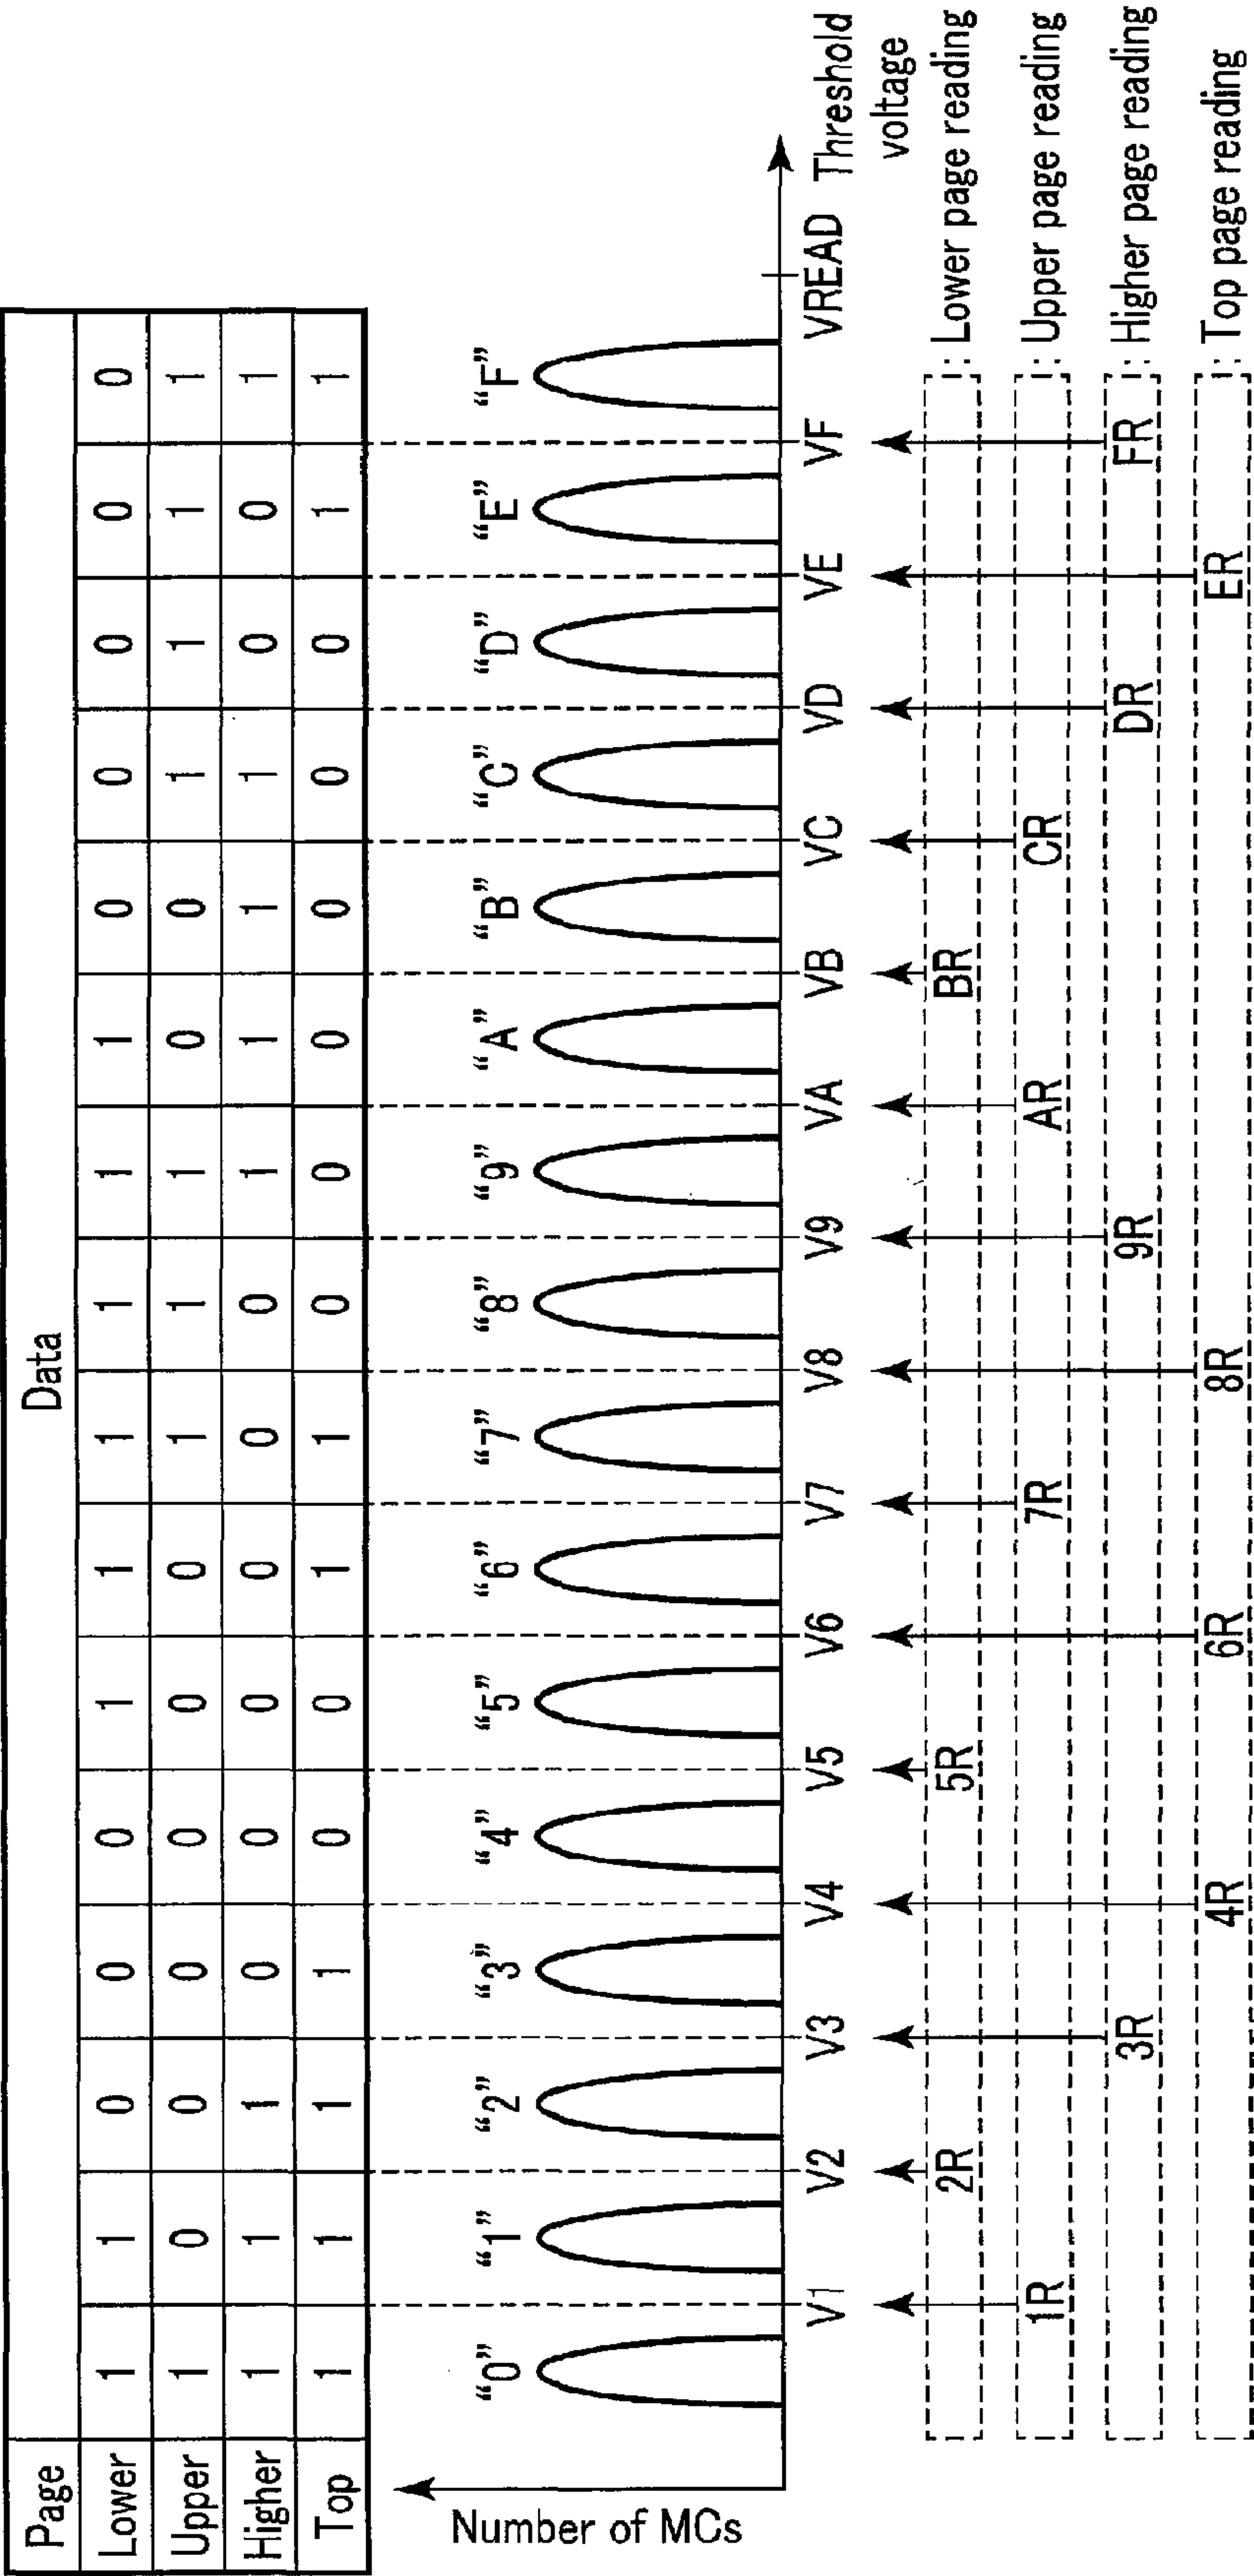 Page Data
Lower 1 1 0 0 0 1 1 1 1 1 1 0 0 0 0 0
Upper 1 0 0 0 0 0 0 1 1 1 0 0 1 1 1 1
Higher 1 1 1 0 0 0 0 0 0 1 1 1 1 0 0 1
Top 1 1 1 1 0 0 1 1 0 0 0 0 0 0 1 1
“0” “1” “2” “3” “4” “5” “6” “7” “8” “9” “A” “B” “C” “D” “E” “F”
Number of MCs
V1 V2 V3 V4 V5 V6 V7 V8 V9 VA VB VC VD VE VF VREAD Threshold
voltage
2R 5R BR : Lower page reading
1R 7R AR CR : Upper page reading
3R 9R DR FR : Higher page reading
4R 6R 8R ER : Top page reading